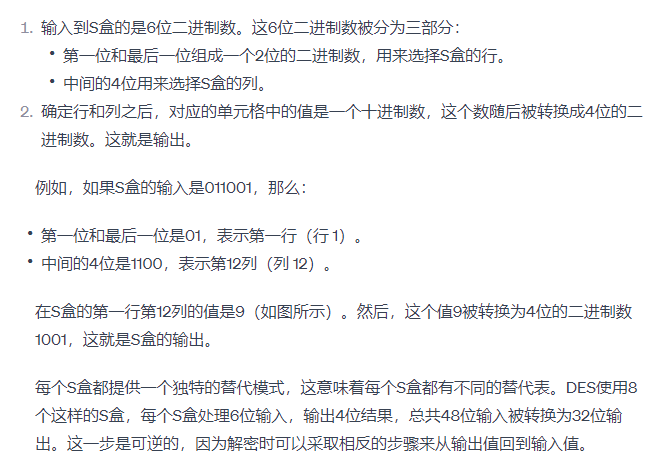 1. 输入到S盒的是6位二进制数。这6位二进制数被分为三部分：
• 第一位和最后一位组成一个2位的二进制数，用来选择S盒的行。
• 中间的4位用来选择S盒的列。
2. 确定行和列之后，对应的单元格中的值是一个十进制数，这个数随后被转换成4位的二
进制数。这就是输出。
例如，如果S盒的输入是011001，那么：
• 第一位和最后一位是01，表示第一行（行 1）。
• 中间的4位是1100，表示第12列（列 12）。
在S盒的第一行第12列的值是9（如图所示）。然后，这个值9被转换为4位的二进制数
1001，这就是S盒的输出。
每个S盒都提供一个独特的替代模式，这意味着每个S盒都有不同的替代表。DES使用8
个这样的S盒，每个S盒处理6位输入，输出4位结果，总共48位输入被转换为32位输
出。这一步是可逆的，因为解密时可以采取相反的步骤来从输出值回到输入值。